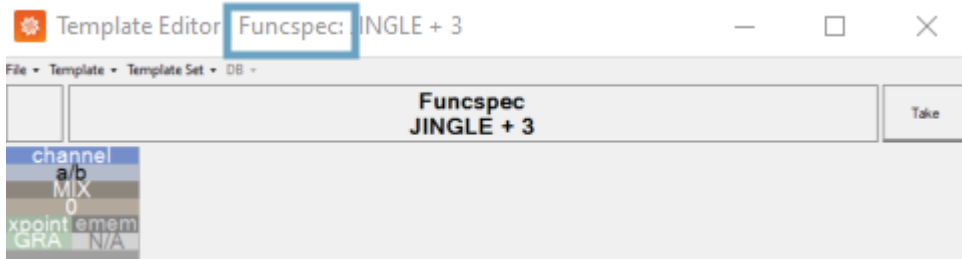 Template Editor Funcspec: JINGLE + 3
File Template Template Set DB
Funcspec
JINGLE + 3
Take
channel
a/b
MIX
0
xpoint emem
GRA N/A